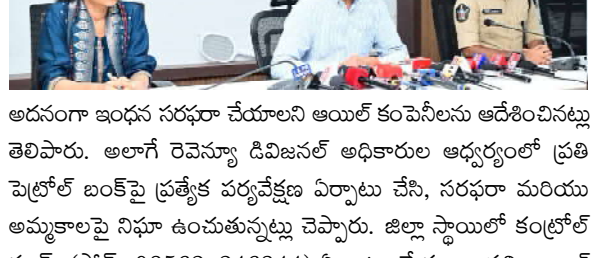 అదనంగా ఇంధన సరఫరా చేయాలని ఆయిల్ కంపెనీలను ఆదేశించినట్లు
తెలిపారు. అలాగే రెవెన్యూ డివిజనల్ అధికారుల ఆధ్వర్యంలో ప్రతి
పెట్రోల్ బంక్‌పై ప్రత్యేక పర్యవేక్షణ ఏర్పాటు చేసి, సరఫరా మరియు
అమ్మకాలపై నిఘా ఉంచుతున్నట్లు చెప్పారు. జిల్లా స్థాయిలో కంట్రోల్